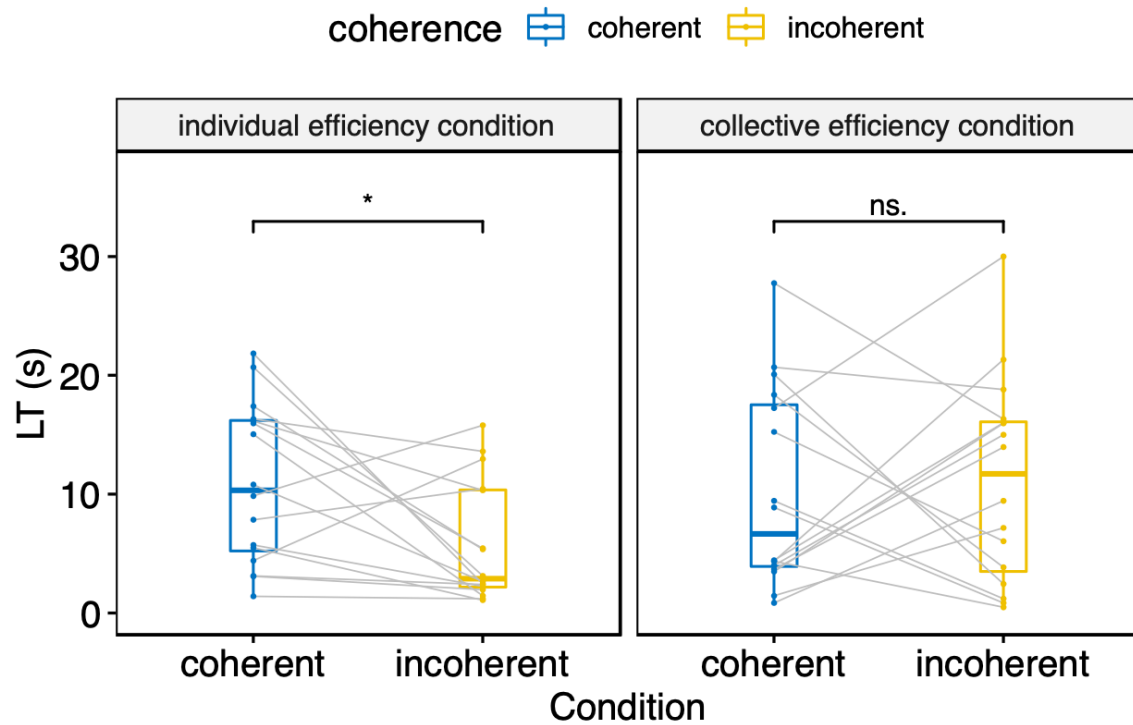 coherence coherent incoherent
individual efficiency condition
collective efficiency condition
*
ns.
30
20
10
0
LT (s)
coherent incoherent
coherent incoherent
Condition